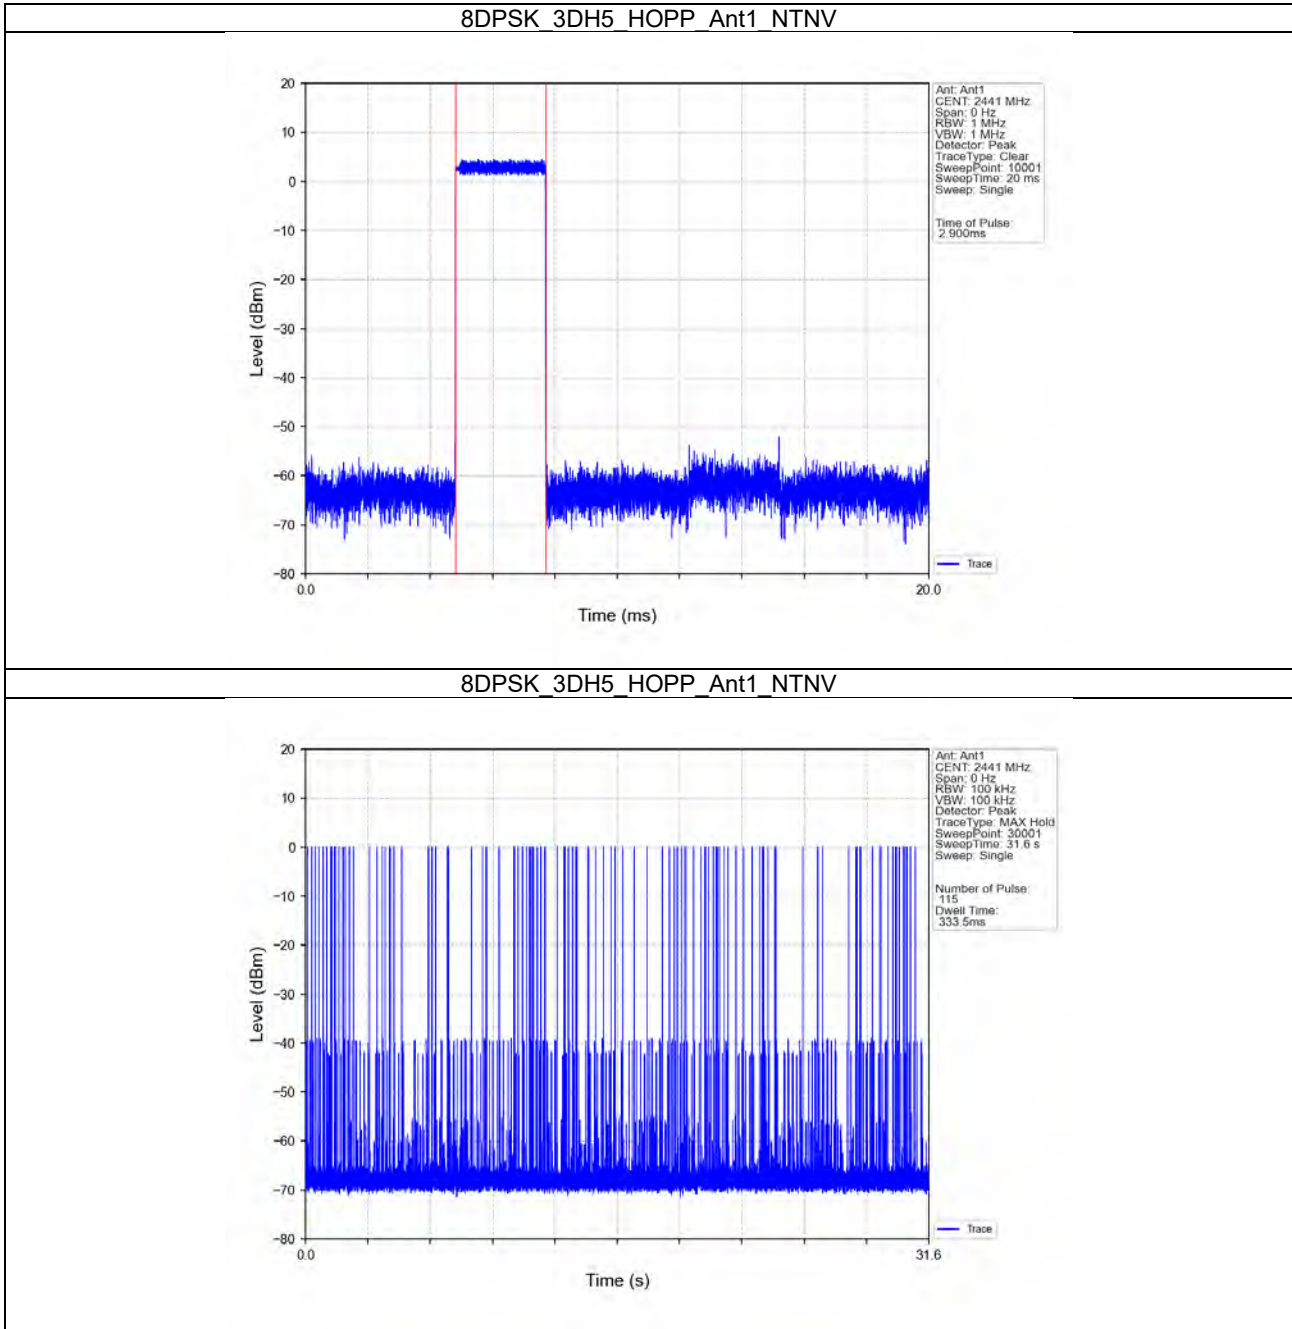 8DPSK_3DH5_HOPP_Ant1_NTNV
20
10
0
−10
−20
−30
−40
−50
−60
−70
−80
Level (dBm)
0.0
20.0
Time (ms)
Ant: Ant1
CENT: 2441 MHz
Span: 0 Hz
RBW: 1 MHz
VBW: 1 MHz
Detector: Peak
TraceType: Clear
SweepPoint: 10001
SweepTime: 20 ms
Sweep: Single
Time of Pulse:
2.900ms
Trace
8DPSK_3DH5_HOPP_Ant1_NTNV
20
10
0
−10
−20
−30
−40
−50
−60
−70
−80
Level (dBm)
0.0
31.6
Time (s)
Ant: Ant1
CENT: 2441 MHz
Span: 0 Hz
RBW: 100 kHz
VBW: 100 kHz
Detector: Peak
TraceType: MAX Hold
SweepPoint: 30001
SweepTime: 31.6 s
Sweep: Single
Number of Pulse:
115
Dwell Time:
333.5ms
Trace